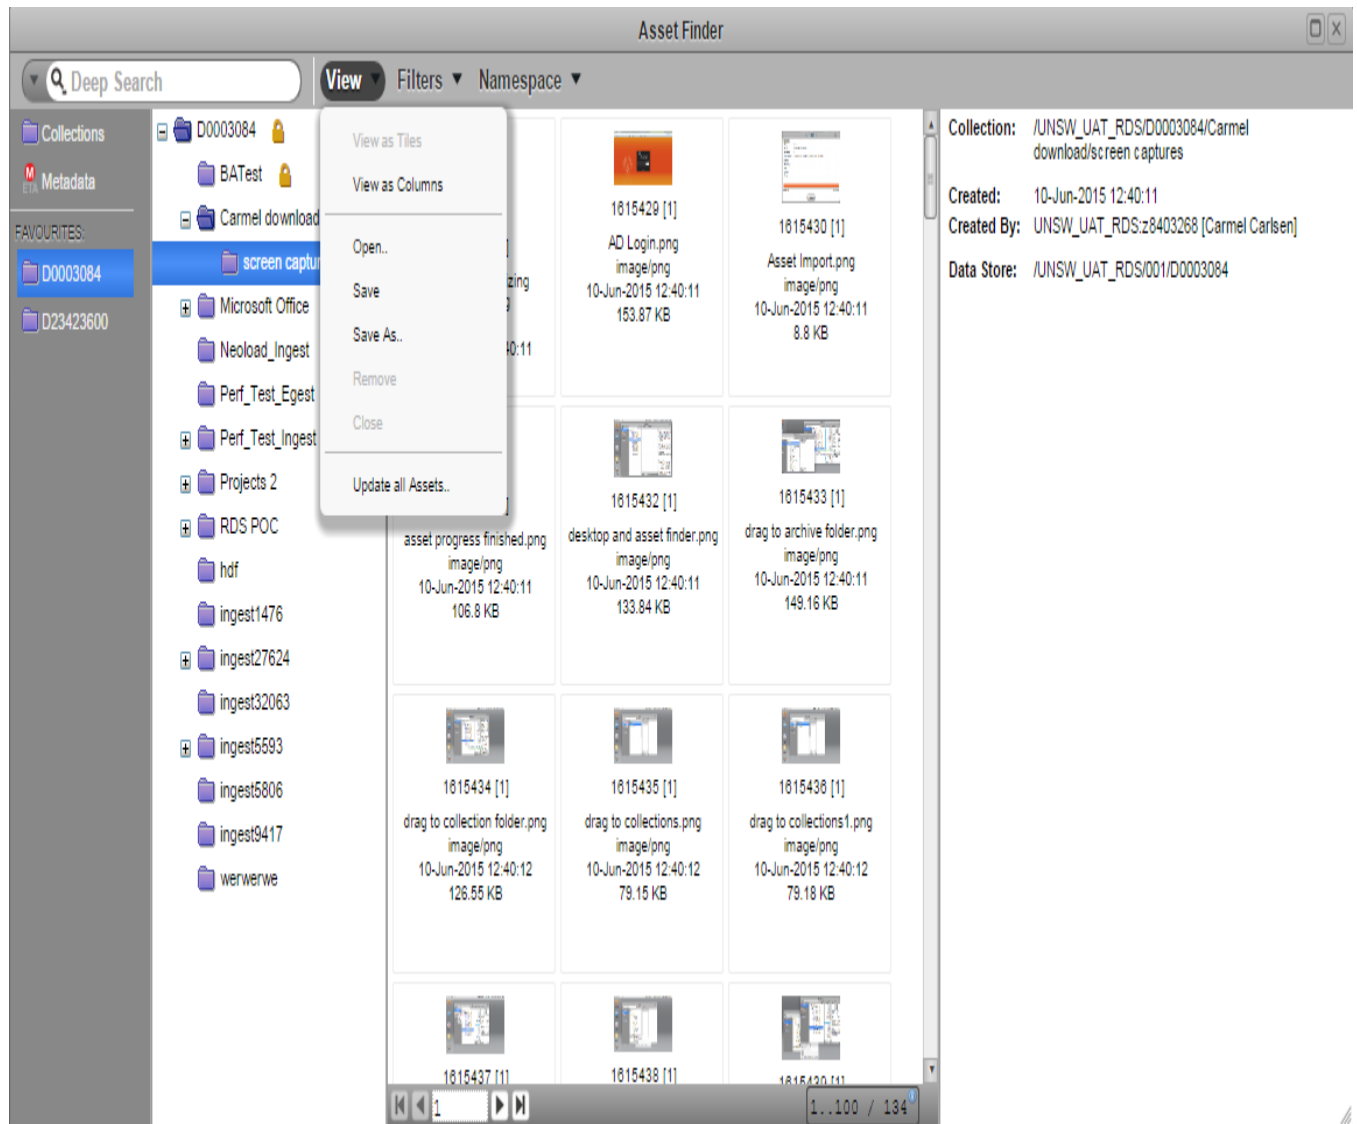 Asset Finder
Deep Search
View
Filters
Namespace
Collections
META
Metadata
FAVOURITES:
D0003084
D23423600
D0003084
BATest
Carmel download
screen captur
Microsoft Office
Neoload_Ingest
Perf_Test_Egest
Perf_Test_Ingest
Projects 2
RDS POC
hdf
ingest1476
ingest27624
ingest32063
ingest5593
ingest5806
ingest9417
werwerwe
View as Tiles
View as Columns
Open..
Save
Save As..
Remove
Close
Update all Assets..
]
zing
40:11
1615429 [1]
AD Login.png
image/png
10-Jun-2015 12:40:11
153.87 KB
1615430 [1]
Asset Import.png
image/png
10-Jun-2015 12:40:11
8.8 KB
]
asset progress finished.png
image/png
10-Jun-2015 12:40:11
106.8 KB
1615432 [1]
desktop and asset finder.png
image/png
10-Jun-2015 12:40:11
133.84 KB
1615433 [1]
drag to archive folder.png
image/png
10-Jun-2015 12:40:11
149.16 KB
1615434 [1]
drag to collection folder.png
image/png
10-Jun-2015 12:40:12
126.55 KB
1615435 [1]
drag to collections.png
image/png
10-Jun-2015 12:40:12
79.15 KB
1615436 [1]
drag to collections1.png
image/png
10-Jun-2015 12:40:12
79.18 KB
1615437 [1]
1615438 [1]
1615439 [1]
1
1..100 / 134
Collection: /UNSW_UAT_RDS/D0003084/Carmel
download/screen captures
Created: 10-Jun-2015 12:40:11
Created By: UNSW_UAT_RDS:z8403268 [Carmel Carlsen]
Data Store: /UNSW_UAT_RDS/001/D0003084